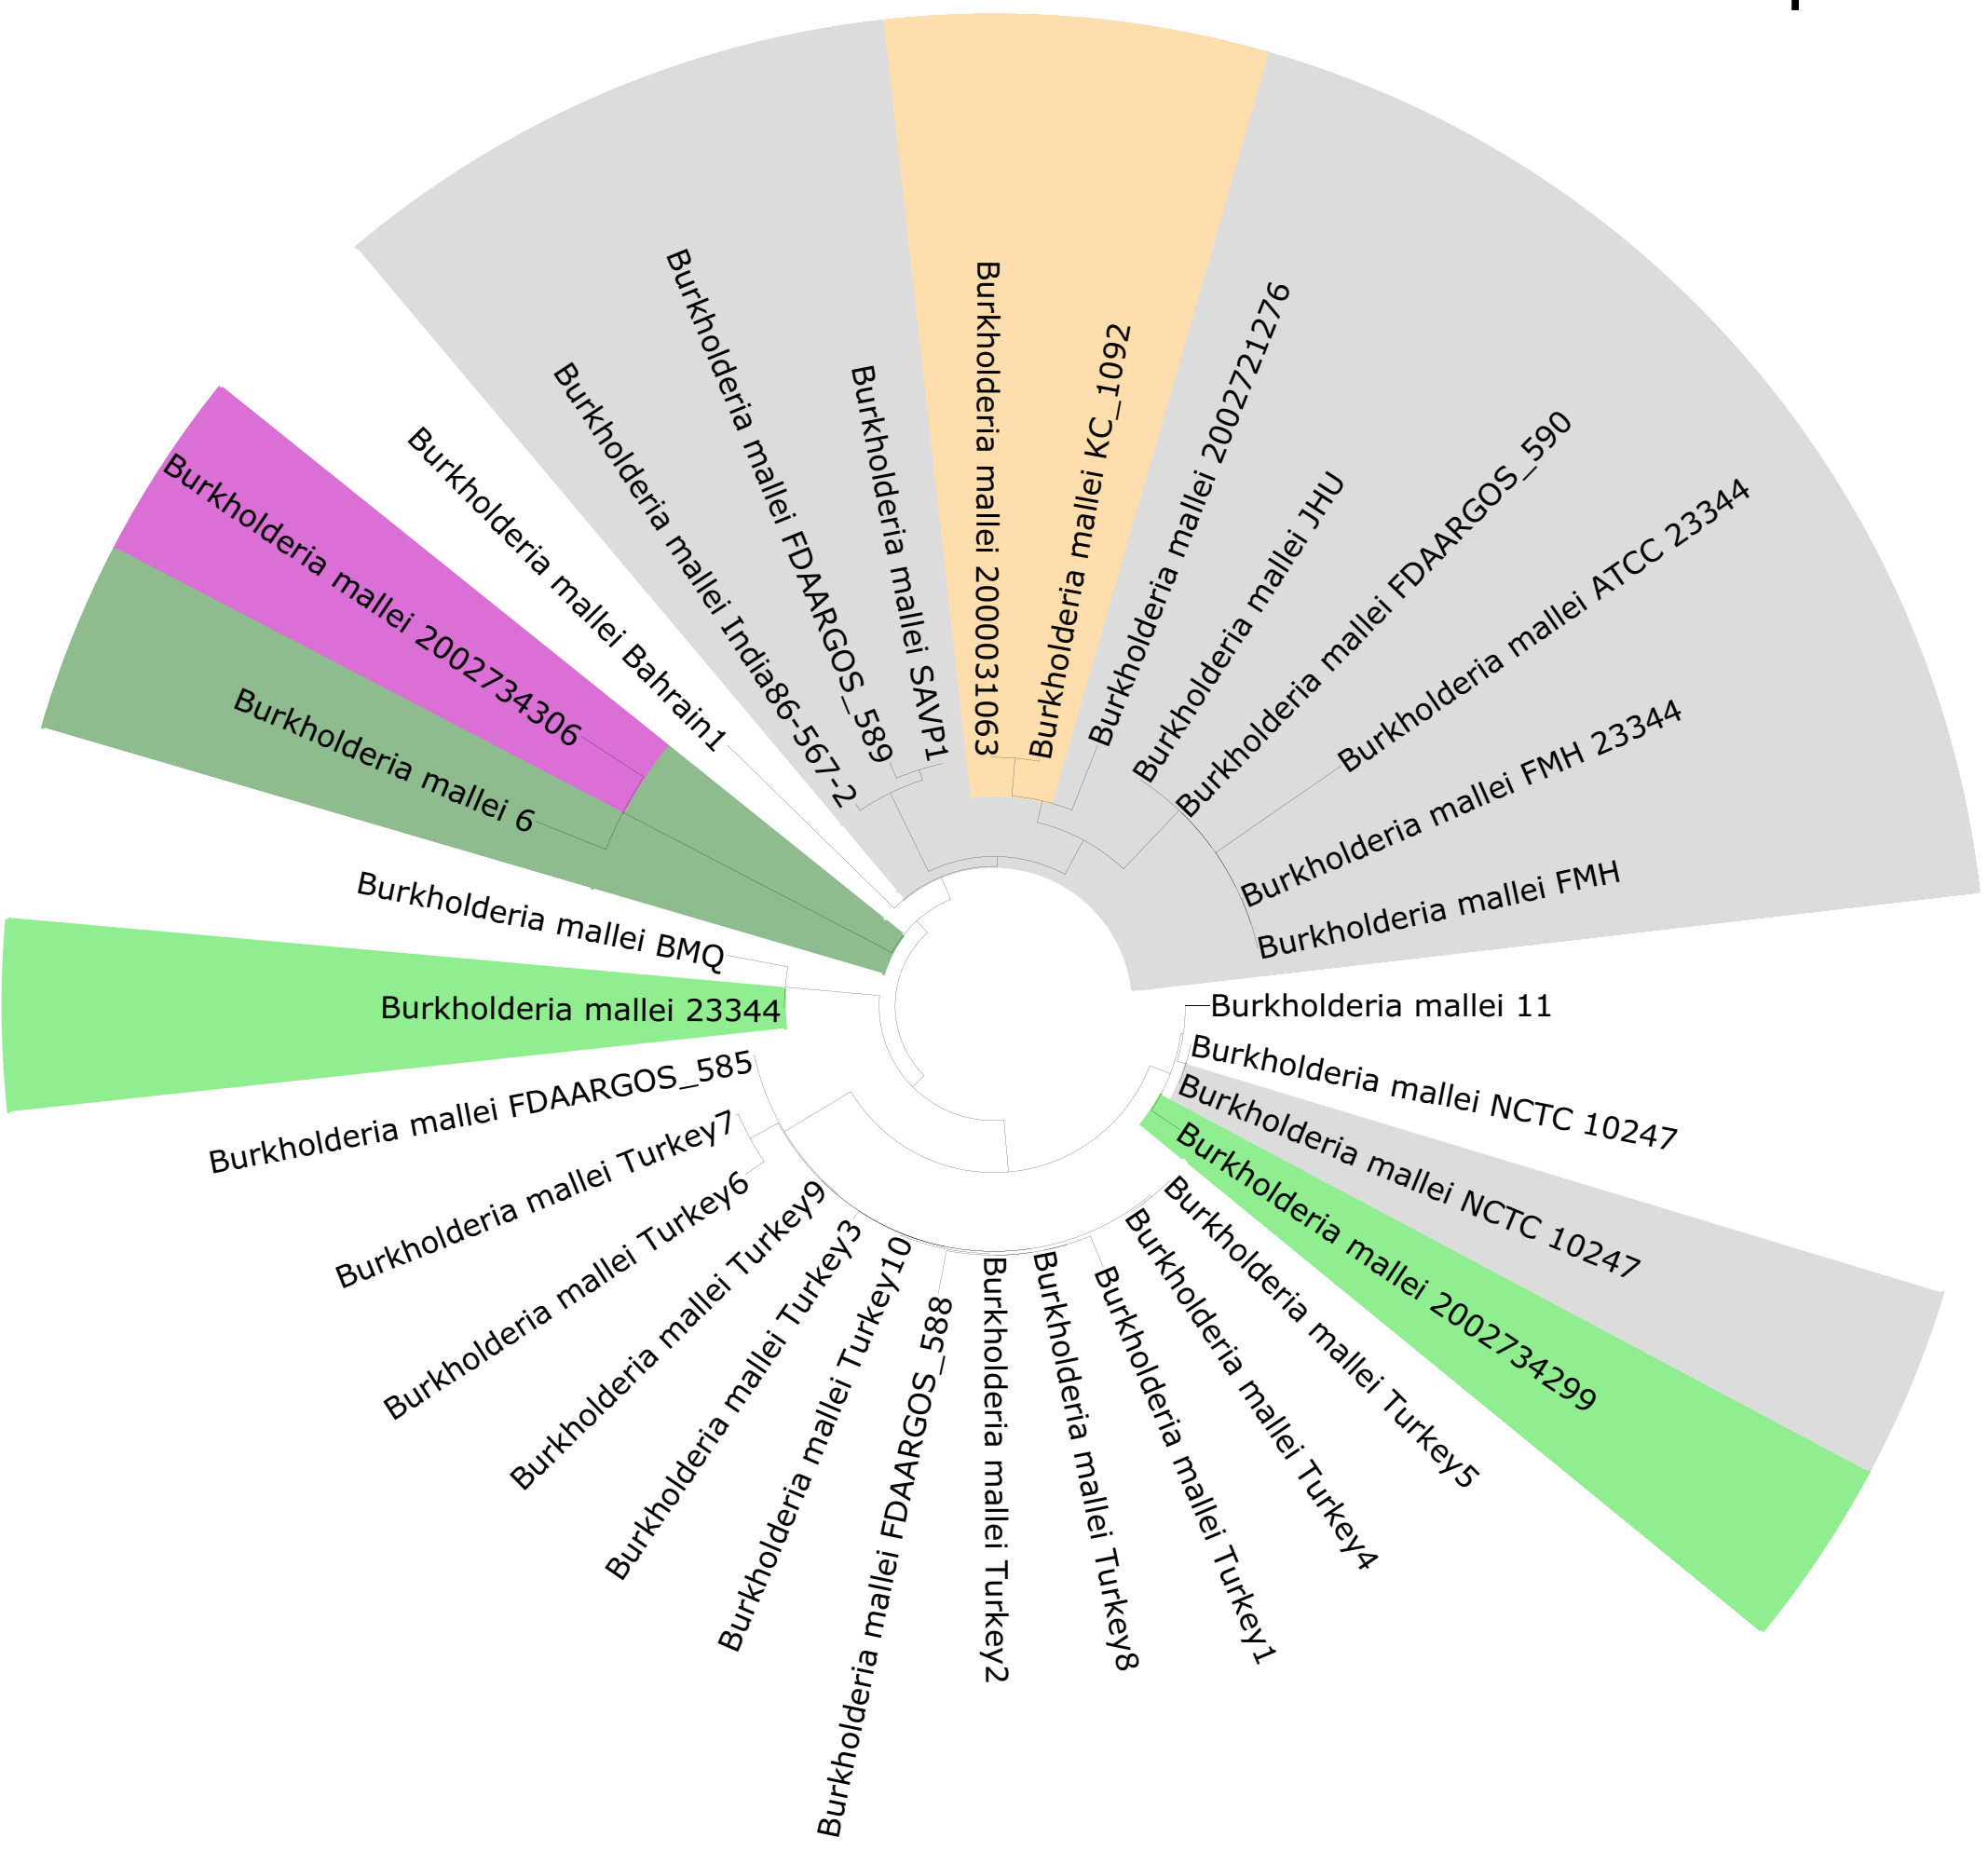 Burkholderia mallei India86-567-2
Burkholderia mallei FDAARGOS_589
Burkholderia mallei SAVP1
Burkholderia mallei 2000031063
Burkholderia mallei KC_1092
Burkholderia mallei 2002721276
Burkholderia mallei JHU
Burkholderia mallei FDAARGOS_590
Burkholderia mallei ATCC 23344
Burkholderia mallei FMH 23344
Burkholderia mallei FMH
Burkholderia mallei 11
Burkholderia mallei NCTC 10247
Burkholderia mallei NCTC 10247
Burkholderia mallei 2002734299
Burkholderia mallei Turkey5
Burkholderia mallei Turkey4
Burkholderia mallei Turkey1
Burkholderia mallei Turkey8
Burkholderia mallei Turkey2
Burkholderia mallei FDAARGOS_588
Burkholderia mallei Turkey10
Burkholderia mallei Turkey3
Burkholderia mallei Turkey9
Burkholderia mallei Turkey6
Burkholderia mallei Turkey7
Burkholderia mallei FDAARGOS_585
Burkholderia mallei 23344
Burkholderia mallei BMQ
Burkholderia mallei 6
Burkholderia mallei 2002734306
Burkholderia mallei Bahrain1